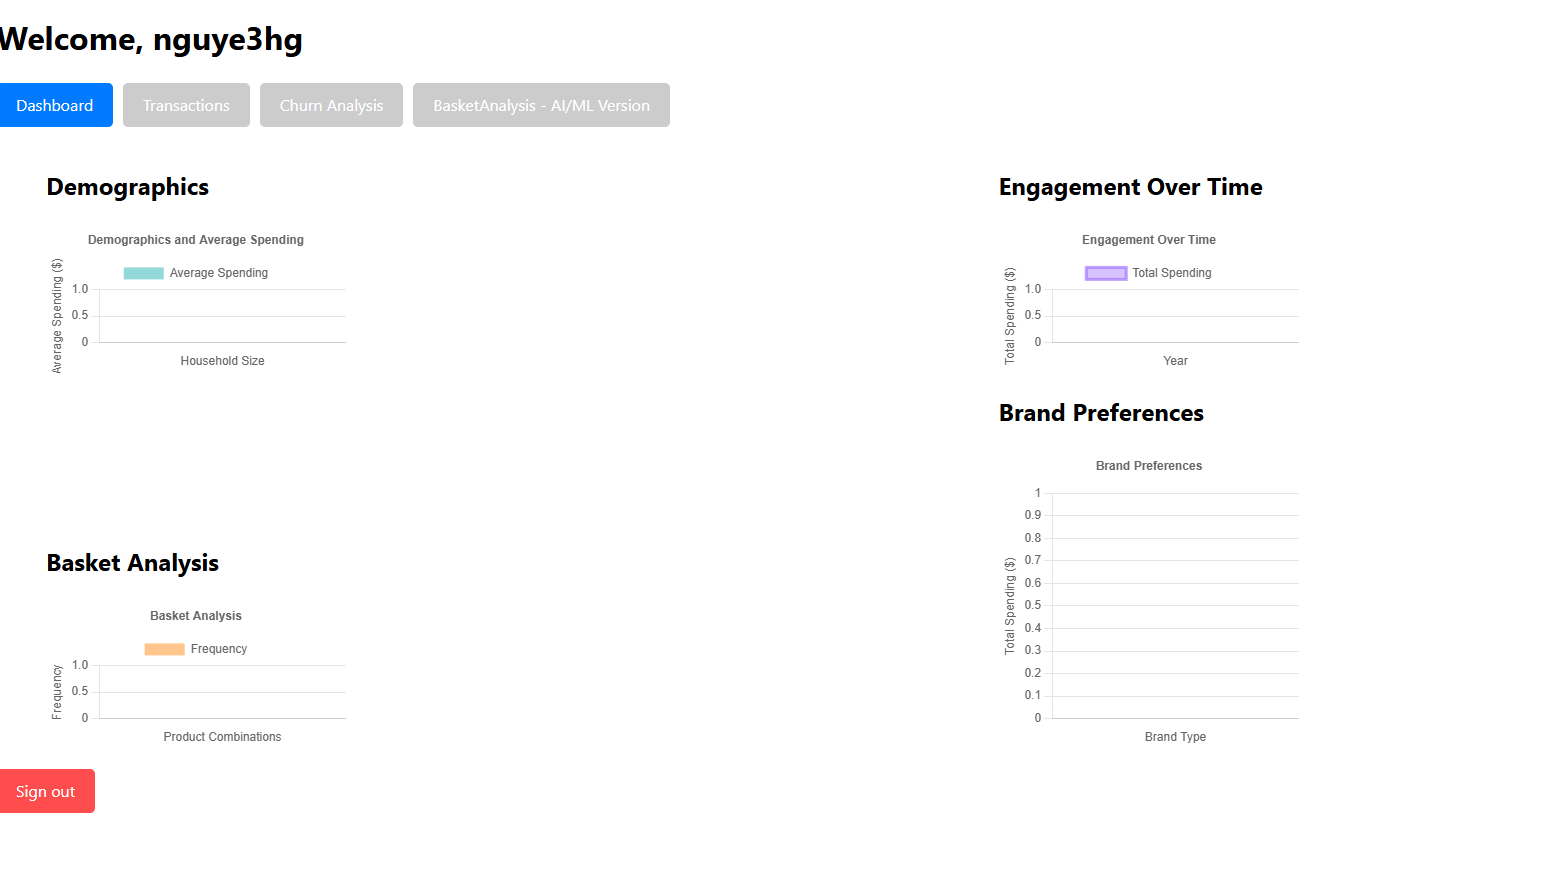 Welcome, nguye3hg
Dashboard
Transactions
Churn Analysis
BasketAnalysis - AI/ML Version
Demographics
Demographics and Average Spending
Average Spending
Average Spending ($)
1.0
0.5
0
Household Size
Engagement Over Time
Engagement Over Time
Total Spending
Total Spending ($)
1.0
0.5
0
Year
Brand Preferences
Brand Preferences
Total Spending ($)
1
0.9
0.8
0.7
0.6
0.5
0.4
0.3
0.2
0.1
0
Brand Type
Basket Analysis
Basket Analysis
Frequency
Frequency
1.0
0.5
0
Product Combinations
Sign out